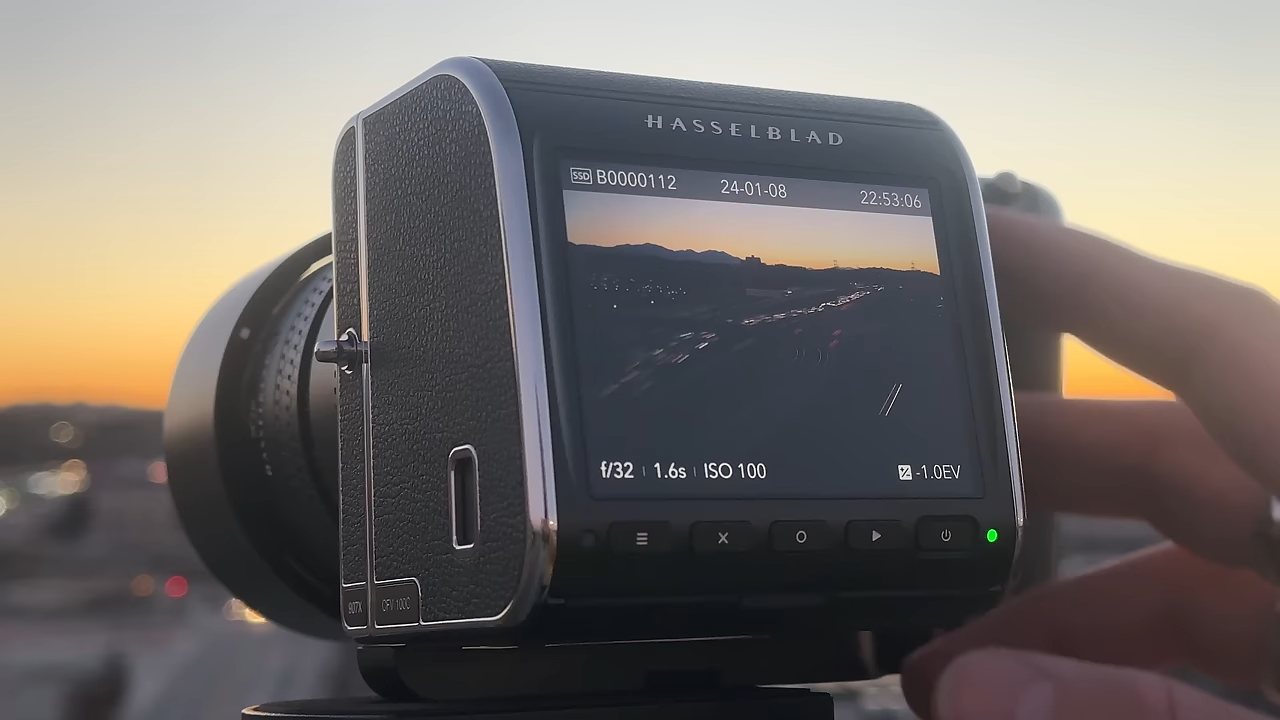 HASSELBLAD
SSD B0000112 24-01-08 22:53:06
f/32 1.6s ISO 100 -1.0EV
907X CFV 100C